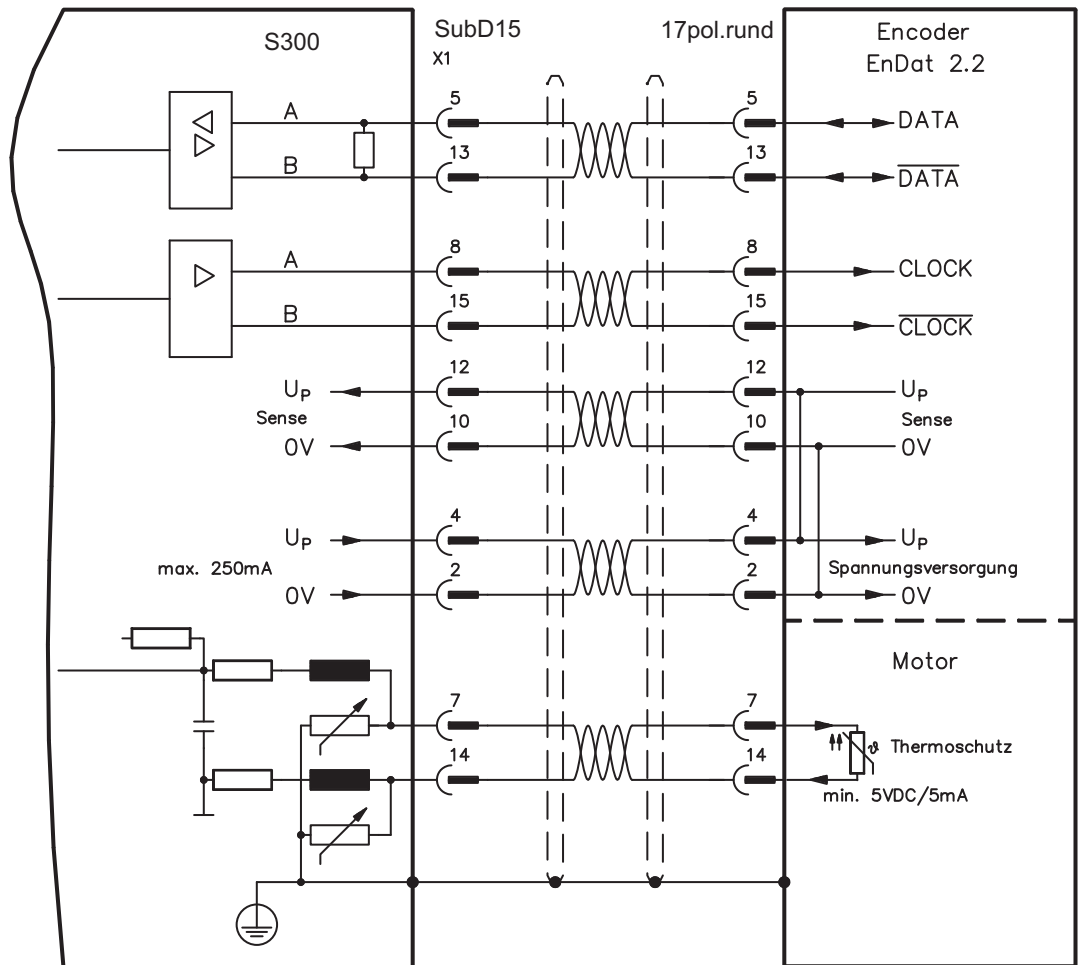 S300
SubD15
X1
17pol.rund
Encoder
EnDat 2.2
A
5
5
DATA
B
13
13
DATA
A
8
8
CLOCK
B
15
15
CLOCK
UP
12
12
UP
Sense
Sense
0V
10
10
0V
UP
4
4
UP
max. 250mA
Spannungsversorgung
0V
2
2
0V
Motor
7
7
ϑ Thermoschutz
14
14
min. 5VDC/5mA